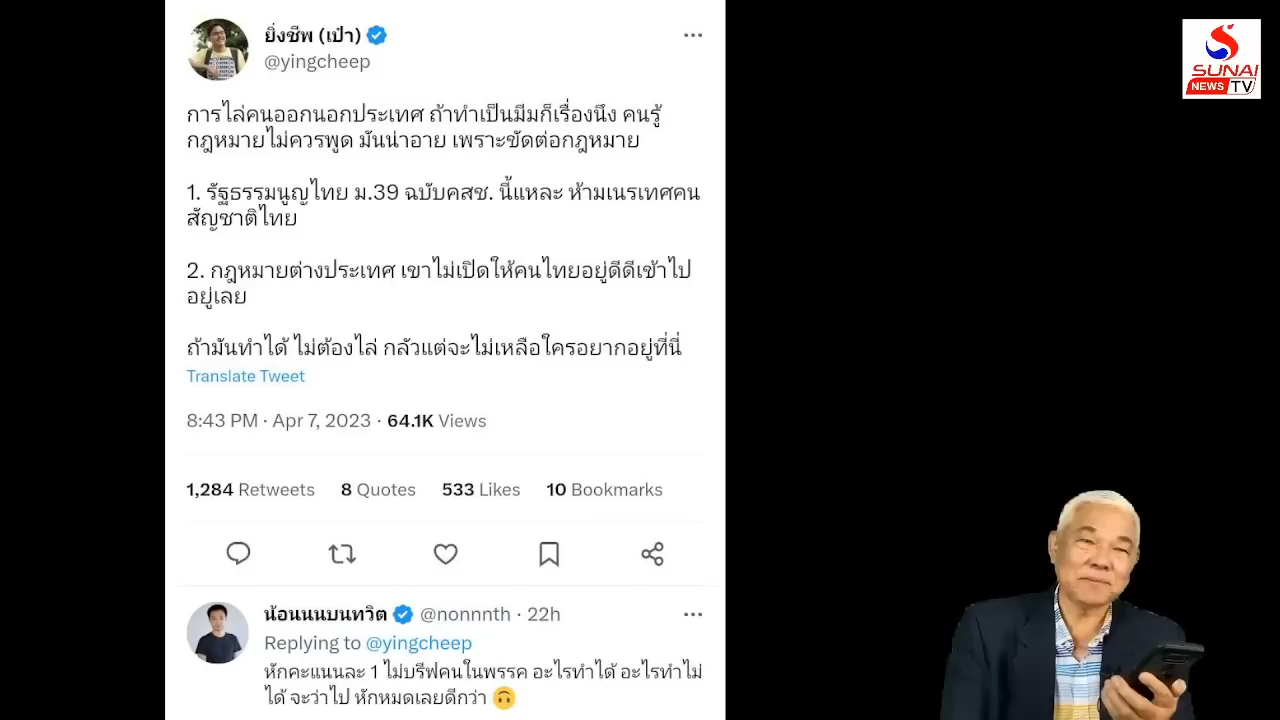 ยิ่งชีพ (เป๋า)
@yingcheep
การไล่คนออกนอกประเทศ ถ้าทำเป็นมีมก็เรื่องนึง คนรู้
กฎหมายไม่ควรพูด มันน่าอาย เพราะขัดต่อกฎหมาย
1. รัฐธรรมนูญไทย ม.39 ฉบับคสช. นี้แหละ ห้ามเนรเทศคน
สัญชาติไทย
2. กฎหมายต่างประเทศ เขาไม่เปิดให้คนไทยอยู่ดีดีเข้าไป
อยู่เลย
ถ้ามันทำได้ ไม่ต้องไล่ กลัวแต่จะไม่เหลือใครอยากอยู่ที่นี่
Translate Tweet
8:43 PM · Apr 7, 2023 · 64.1K Views
1,284 Retweets 8 Quotes 533 Likes 10 Bookmarks
น้อนนนบนทวิต @nonnnth · 22h
Replying to @yingcheep
หักคะแนนละ 1 ไม่บรีฟคนในพรรค อะไรทำได้ อะไรทำไม่
ได้ จะว่าไป หักหมดเลยดีกว่า 🙃
SUNAI
NEWS TV